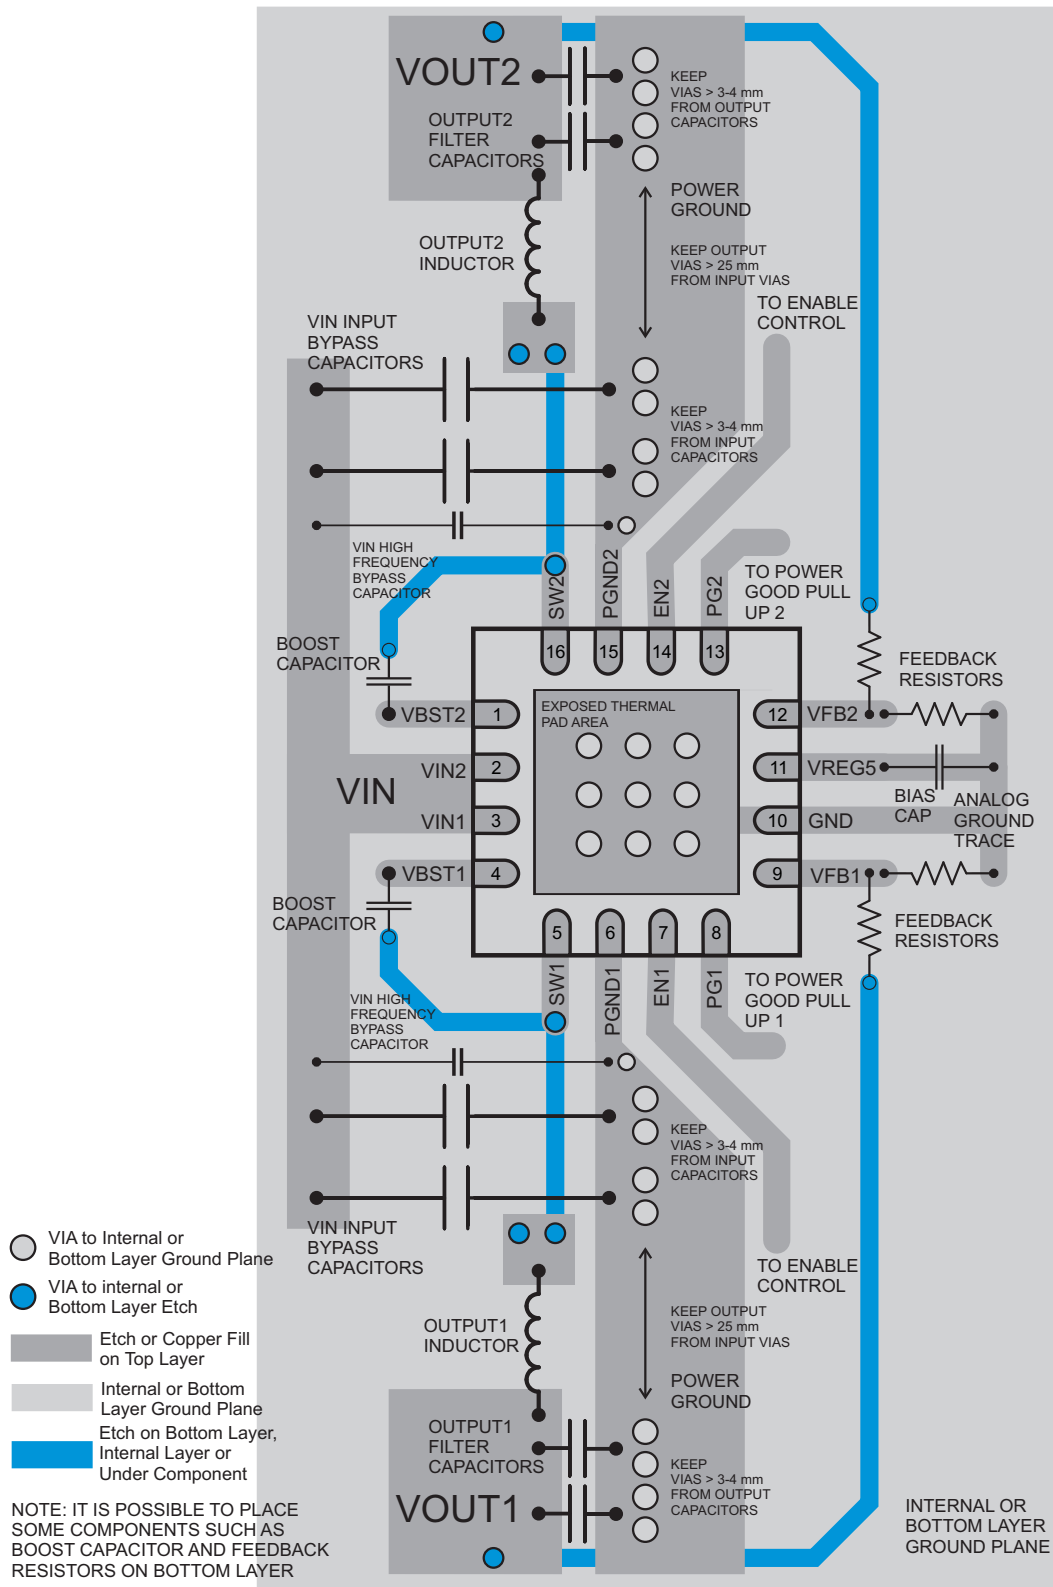 VOUT2
KEEP
VIAS > 3-4 mm
FROM OUTPUT
CAPACITORS
OUTPUT2
FILTER
CAPACITORS
POWER
GROUND
OUTPUT2
INDUCTOR
KEEP OUTPUT
VIAS > 25 mm
FROM INPUT VIAS
TO ENABLE
CONTROL
VIN INPUT
BYPASS
CAPACITORS
KEEP
VIAS > 3-4 mm
FROM INPUT
CAPACITORS
VIN HIGH
FREQUENCY
BYPASS
CAPACITOR
SW2
PGND2
EN2
PG2
TO POWER
GOOD PULL
UP 2
BOOST
CAPACITOR
16
15
14
13
FEEDBACK
RESISTORS
VBST2
1
EXPOSED THERMAL
PAD AREA
12
VFB2
VIN
VIN2
2
11
VREG5
VIN1
3
10
GND
BIAS
CAP
ANALOG
GROUND
TRACE
VBST1
4
9
VFB1
BOOST
CAPACITOR
5
6
7
8
FEEDBACK
RESISTORS
SW1
PGND1
EN1
PG1
TO POWER
GOOD PULL
UP 1
VIN HIGH
FREQUENCY
BYPASS
CAPACITOR
KEEP
VIAS > 3-4 mm
FROM INPUT
CAPACITORS
VIN INPUT
BYPASS
CAPACITORS
TO ENABLE
CONTROL
OUTPUT1
INDUCTOR
KEEP OUTPUT
VIAS > 25 mm
FROM INPUT VIAS
POWER
GROUND
OUTPUT1
FILTER
CAPACITORS
KEEP
VIAS > 3-4 mm
FROM OUTPUT
CAPACITORS
VOUT1
INTERNAL OR
BOTTOM LAYER
GROUND PLANE
VIA to Internal or
Bottom Layer Ground Plane
VIA to internal or
Bottom Layer Etch
Etch or Copper Fill
on Top Layer
Internal or Bottom
Layer Ground Plane
Etch on Bottom Layer,
Internal Layer or
Under Component
NOTE: IT IS POSSIBLE TO PLACE
SOME COMPONENTS SUCH AS
BOOST CAPACITOR AND FEEDBACK
RESISTORS ON BOTTOM LAYER